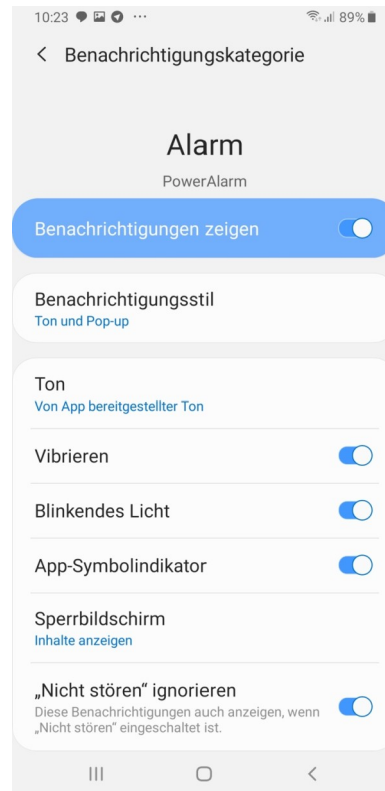 10:23 89%
Benachrichtigungskategorie
Alarm
PowerAlarm
Benachrichtigungen zeigen
Benachrichtigungsstil
Ton und Pop-up
Ton
Von App bereitgestellter Ton
Vibrieren
Blinkendes Licht
App-Symbolindikator
Sperrbildschirm
Inhalte anzeigen
„Nicht stören“ ignorieren
Diese Benachrichtigungen auch anzeigen, wenn
„Nicht stören“ eingeschaltet ist.